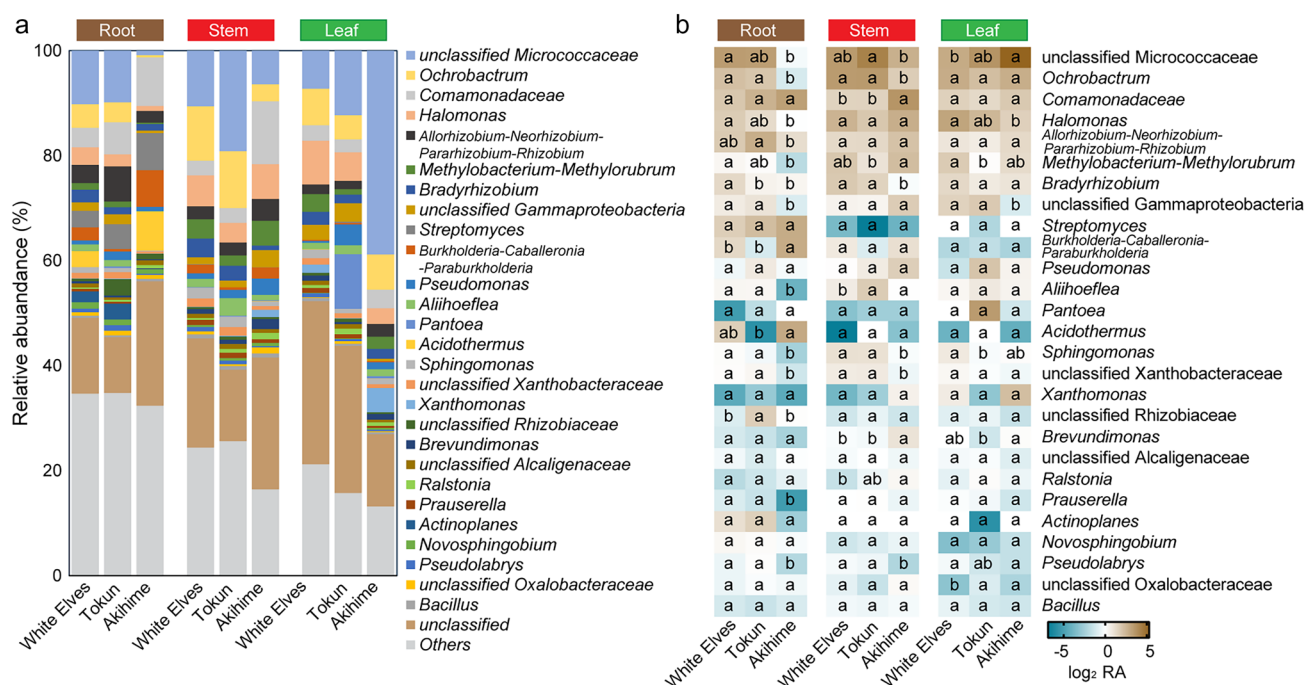 a
Root Stem Leaf
Relative abundance (%)
100
80
60
40
20
0
White Elves Tokun Akihime White Elves Tokun Akihime White Elves Tokun Akihime
unclassified Micrococcaceae
Ochrobactrum
Comamonadaceae
Halomonas
Allorhizobium-Neorhizobium-
Pararhizobium-Rhizobium
Methylobacterium-Methylorubrum
Bradyrhizobium
unclassified Gammaproteobacteria
Streptomyces
Burkholderia-Caballeronia
-Paraburkholderia
Pseudomonas
Aliihoeflea
Pantoea
Acidothermus
Sphingomonas
unclassified Xanthobacteraceae
Xanthomonas
unclassified Rhizobiaceae
Brevundimonas
unclassified Alcaligenaceae
Ralstonia
Prauserella
Actinoplanes
Novosphingobium
Pseudolabrys
unclassified Oxalobacteraceae
Bacillus
unclassified
Others
b
Root Stem Leaf
a ab b ab a b b ab a unclassified Micrococcaceae
a a b a a b a a a Ochrobactrum
a a a b b a a a a Comamonadaceae
a ab b a a a a ab b Halomonas
ab a b a a a a a a Allorhizobium-Neorhizobium-
Pararhizobium-Rhizobium
a ab b ab b a a b ab Methylobacterium-Methylorubrum
a b b a a b a a a Bradyrhizobium
a a b a a a a a b unclassified Gammaproteobacteria
a a a a a a a a a Streptomyces
b b a a a a a a a Burkholderia-Caballeronia-
Paraburkholderia
a a a a a a a a a Pseudomonas
a a b b a a a a a Aliihoeflea
a a a a a a a a a Pantoea
ab b a a a a a a a Acidothermus
a a b a a b a b ab Sphingomonas
a a b a a b a a a unclassified Xanthobacteraceae
a a a a a a a a a Xanthomonas
b a b a a a a a a unclassified Rhizobiaceae
a a a b b a ab b a Brevundimonas
a a a a a a a a a unclassified Alcaligenaceae
a a a b ab a a a a Ralstonia
a a b a a a a a a Prauserella
a a a a a a a a a Actinoplanes
a a a a a a a a a Novosphingobium
a a b a a b a ab a Pseudolabrys
a a a a a a b a a unclassified Oxalobacteraceae
a a a a a a a a a Bacillus
White Elves Tokun Akihime White Elves Tokun Akihime White Elves Tokun Akihime
-5 0 5
log₂ RA